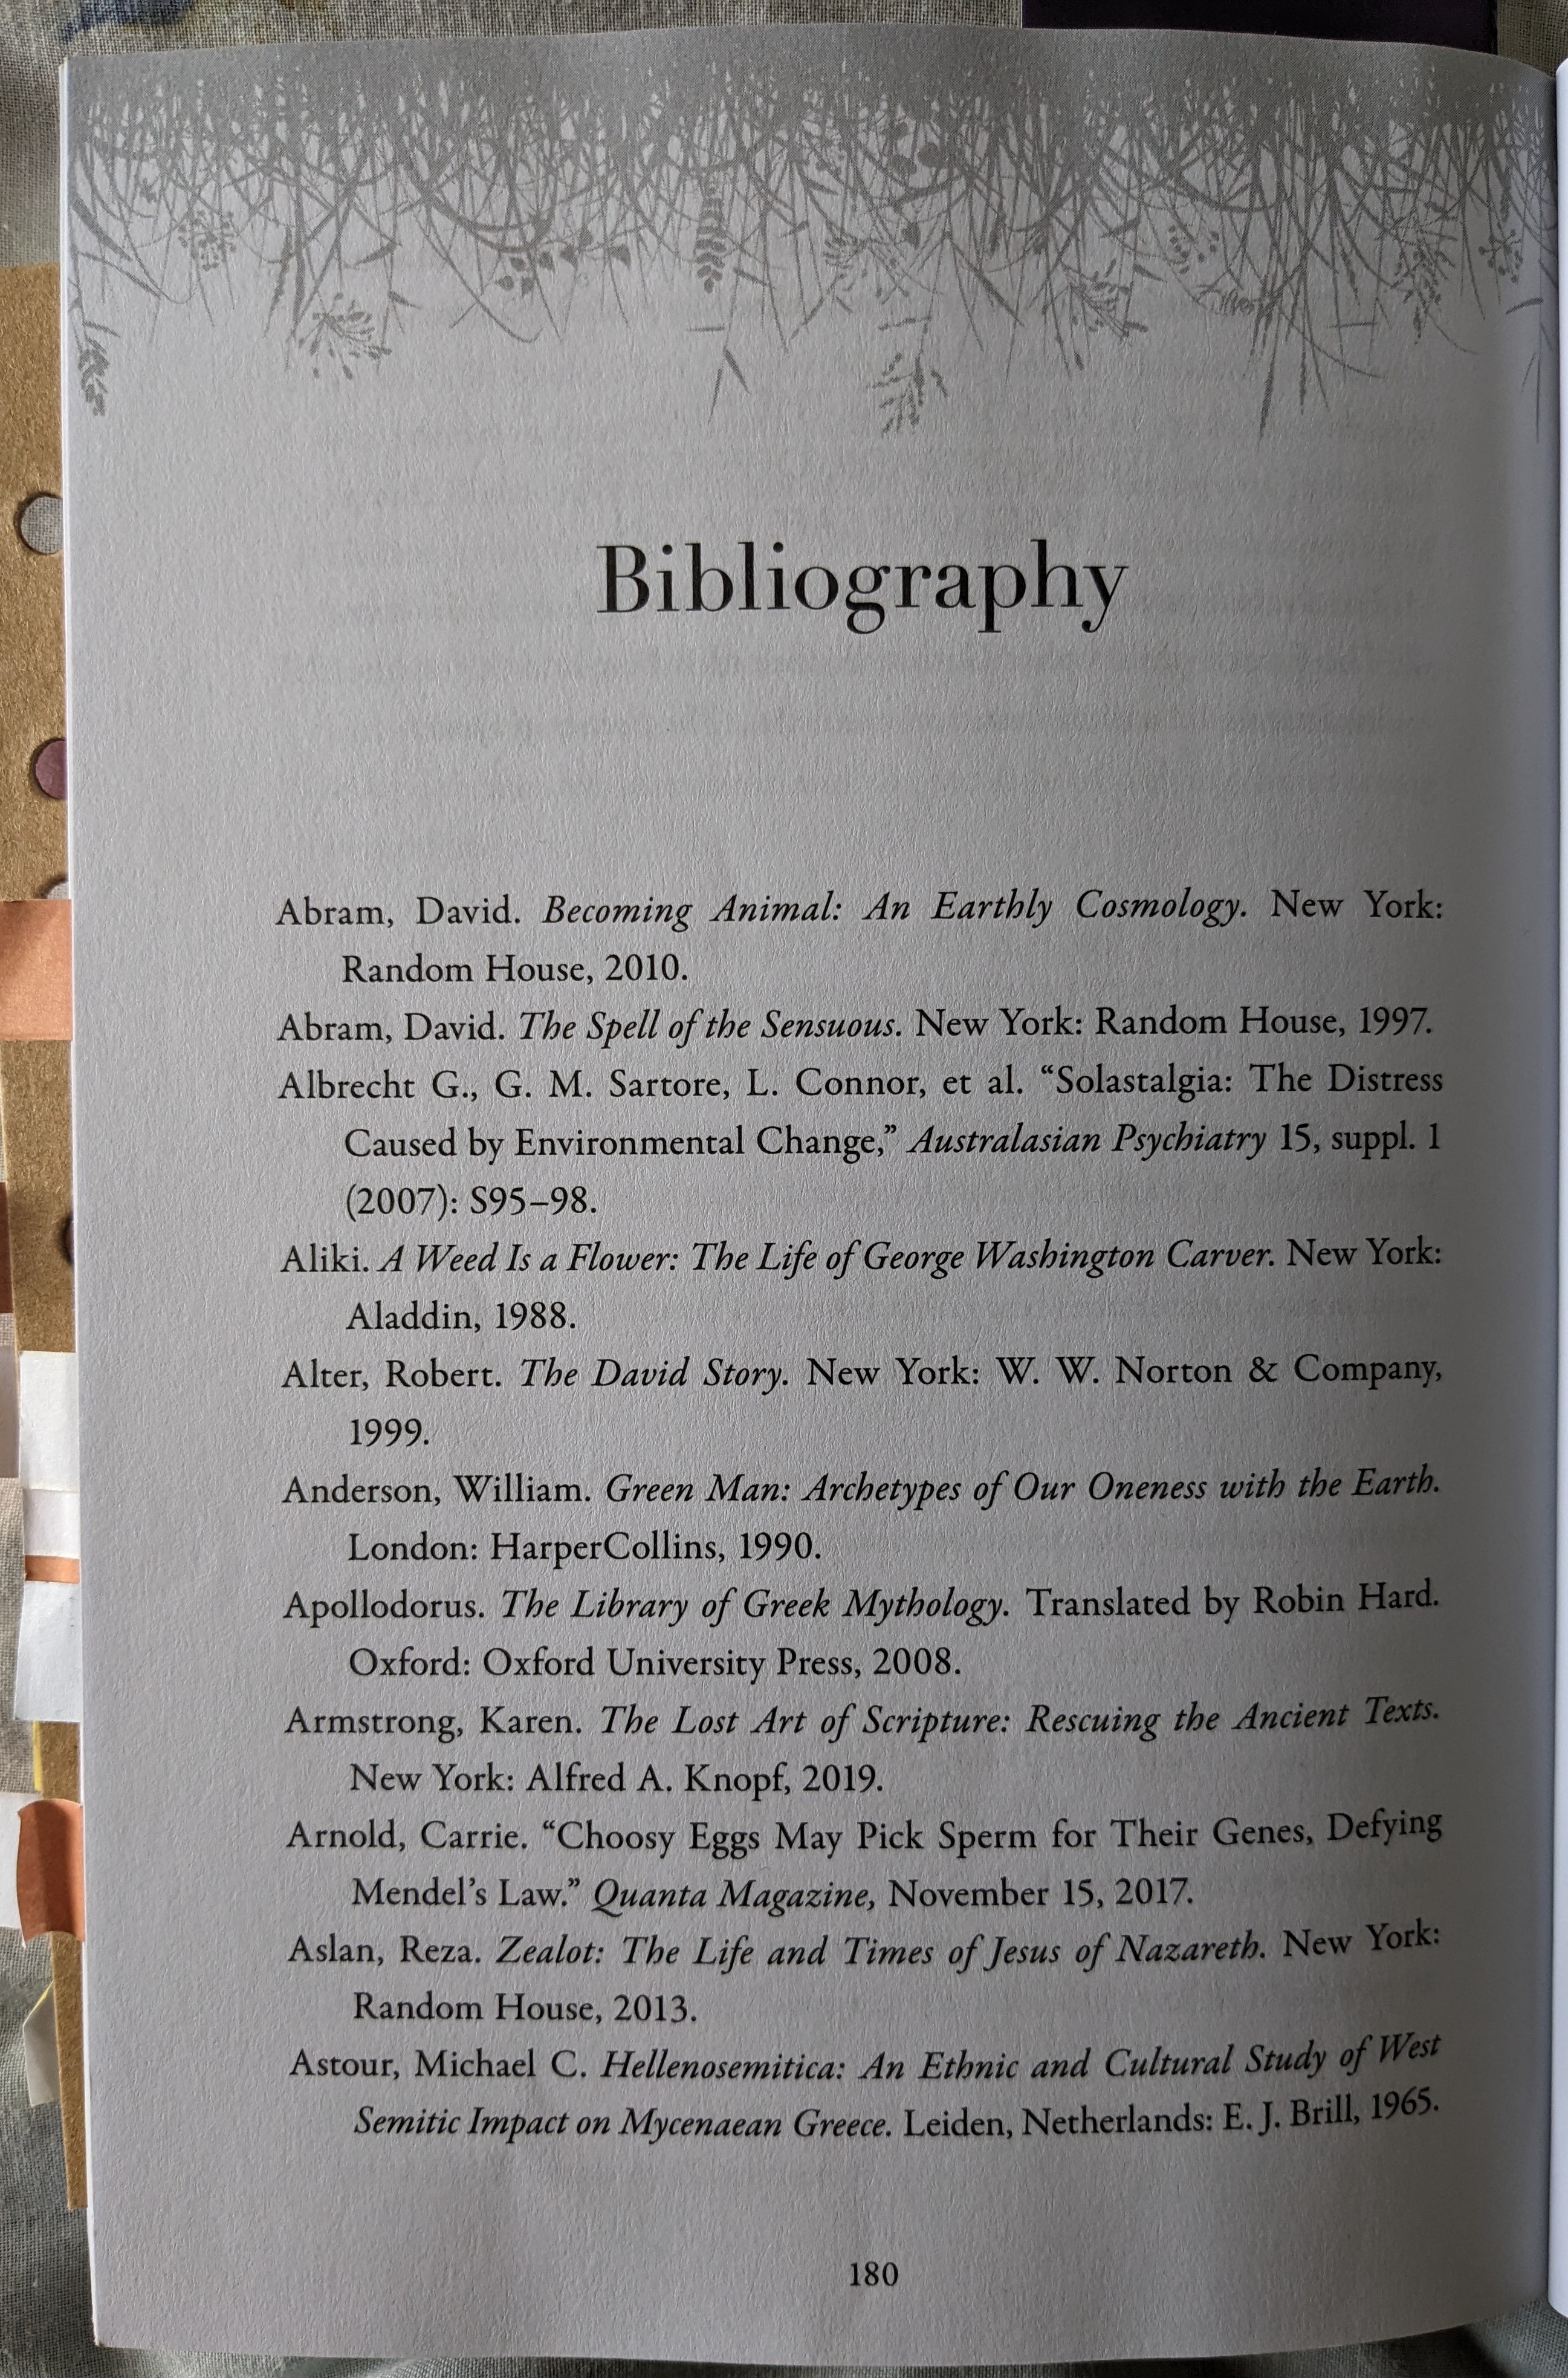 Bibliography
Abram, David. Becoming Animal: An Earthly Cosmology. New York:
Random House, 2010.
Abram, David. The Spell of the Sensuous. New York: Random House, 1997.
Albrecht G., G. M. Sartore, L. Connor, et al. “Solastalgia: The Distress
Caused by Environmental Change,” Australasian Psychiatry 15, suppl. 1
(2007): S95–98.
Aliki. A Weed Is a Flower: The Life of George Washington Carver. New York:
Aladdin, 1988.
Alter, Robert. The David Story. New York: W. W. Norton & Company,
1999.
Anderson, William. Green Man: Archetypes of Our Oneness with the Earth.
London: HarperCollins, 1990.
Apollodorus. The Library of Greek Mythology. Translated by Robin Hard.
Oxford: Oxford University Press, 2008.
Armstrong, Karen. The Lost Art of Scripture: Rescuing the Ancient Texts.
New York: Alfred A. Knopf, 2019.
Arnold, Carrie. “Choosy Eggs May Pick Sperm for Their Genes, Defying
Mendel’s Law.” Quanta Magazine, November 15, 2017.
Aslan, Reza. Zealot: The Life and Times of Jesus of Nazareth. New York:
Random House, 2013.
Astour, Michael C. Hellenosemitica: An Ethnic and Cultural Study of West
Semitic Impact on Mycenaean Greece. Leiden, Netherlands: E. J. Brill, 1965.
180